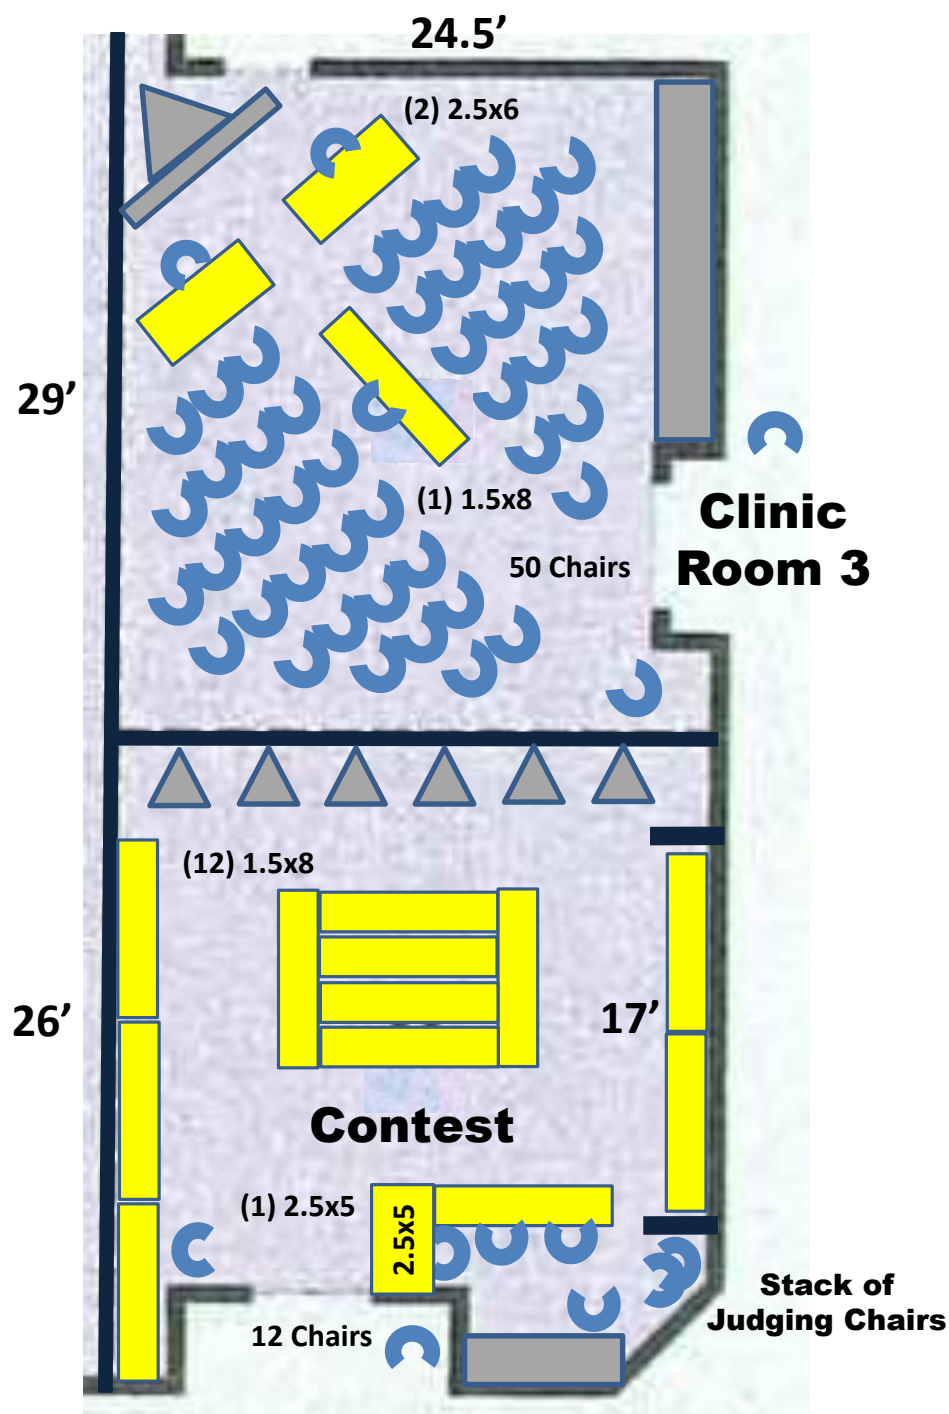 24.5’
(2) 2.5x6
29’
(1) 1.5x8
Clinic
Room 3
50 Chairs
(12) 1.5x8
26’
17’
Contest
(1) 2.5x5
2.5x5
Stack of
Judging Chairs
12 Chairs